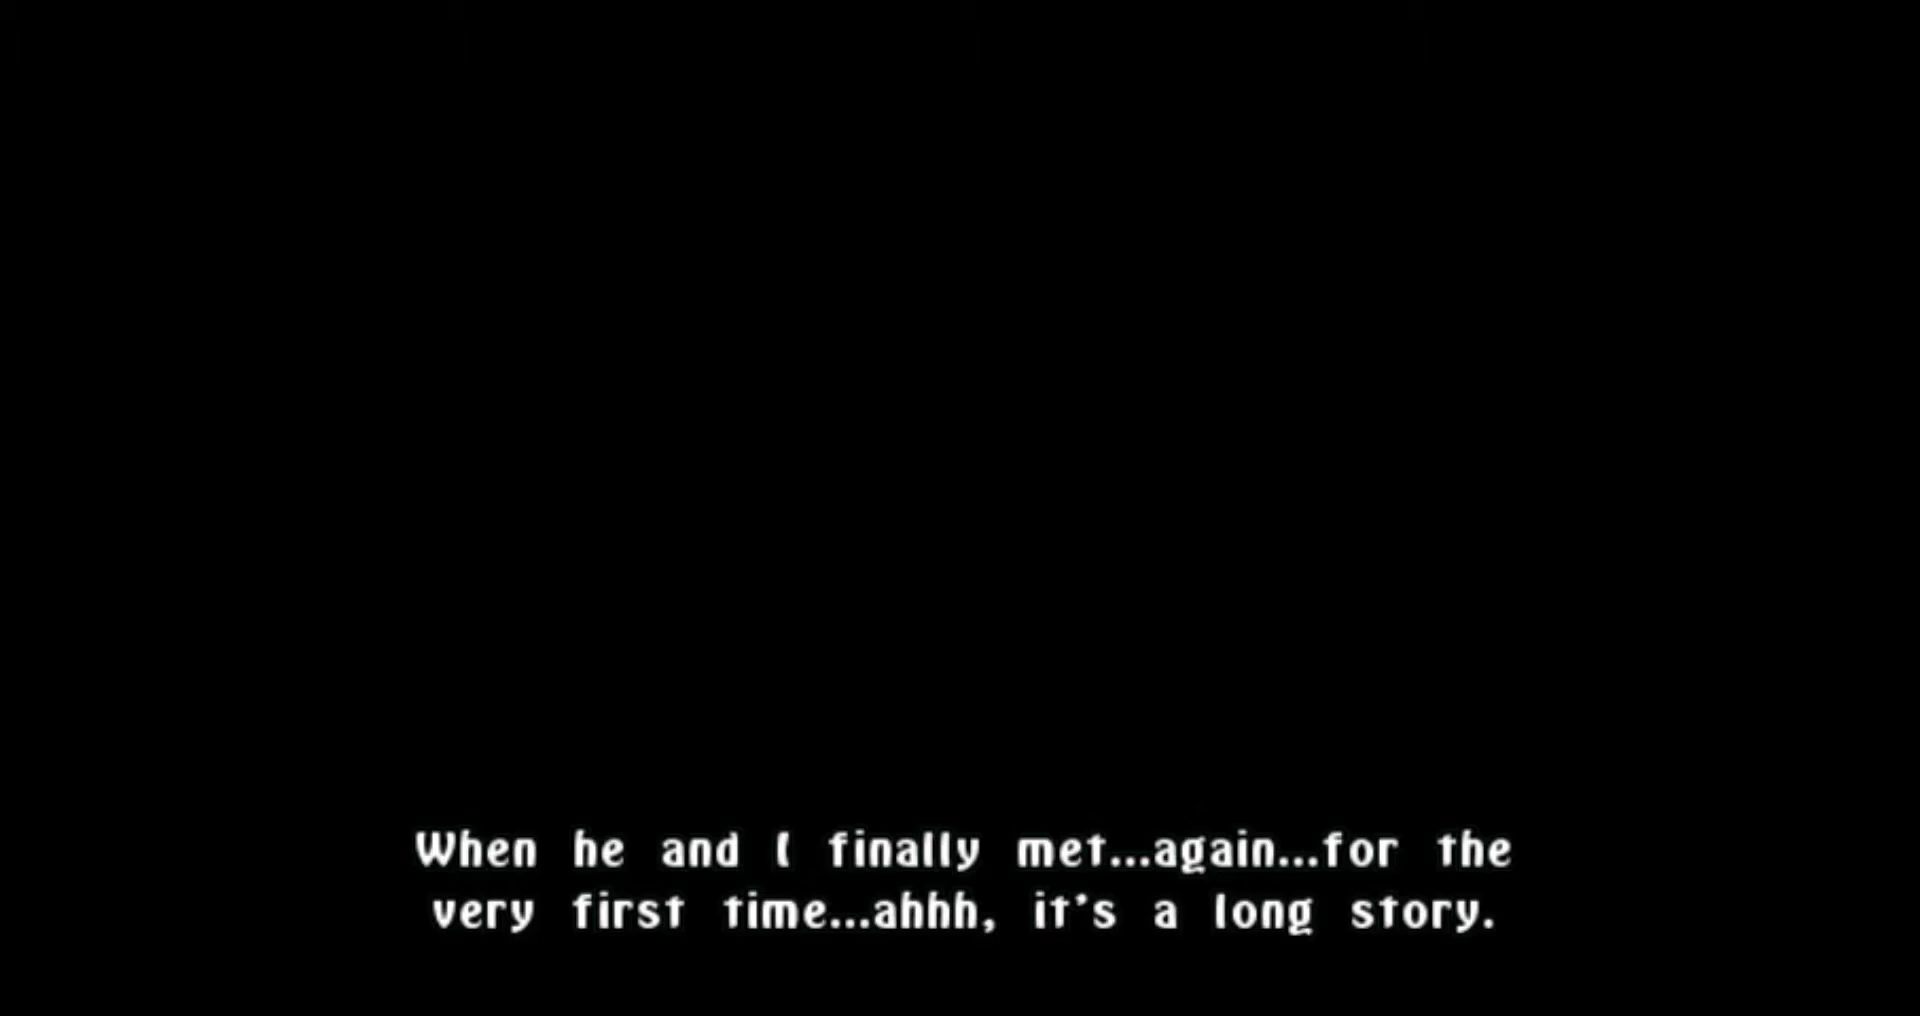 When he and I finally met...again...for the
very first time...ahhh, it's a long story.